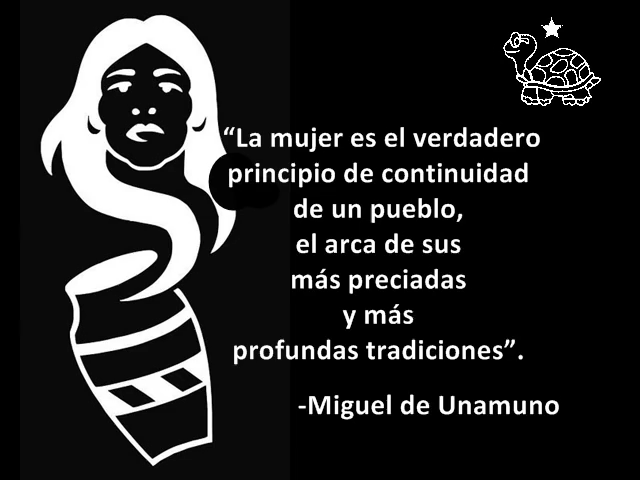 “La mujer es el verdadero
principio de continuidad
de un pueblo,
el arca de sus
más preciadas
y más
profundas tradiciones”.
-Miguel de Unamuno